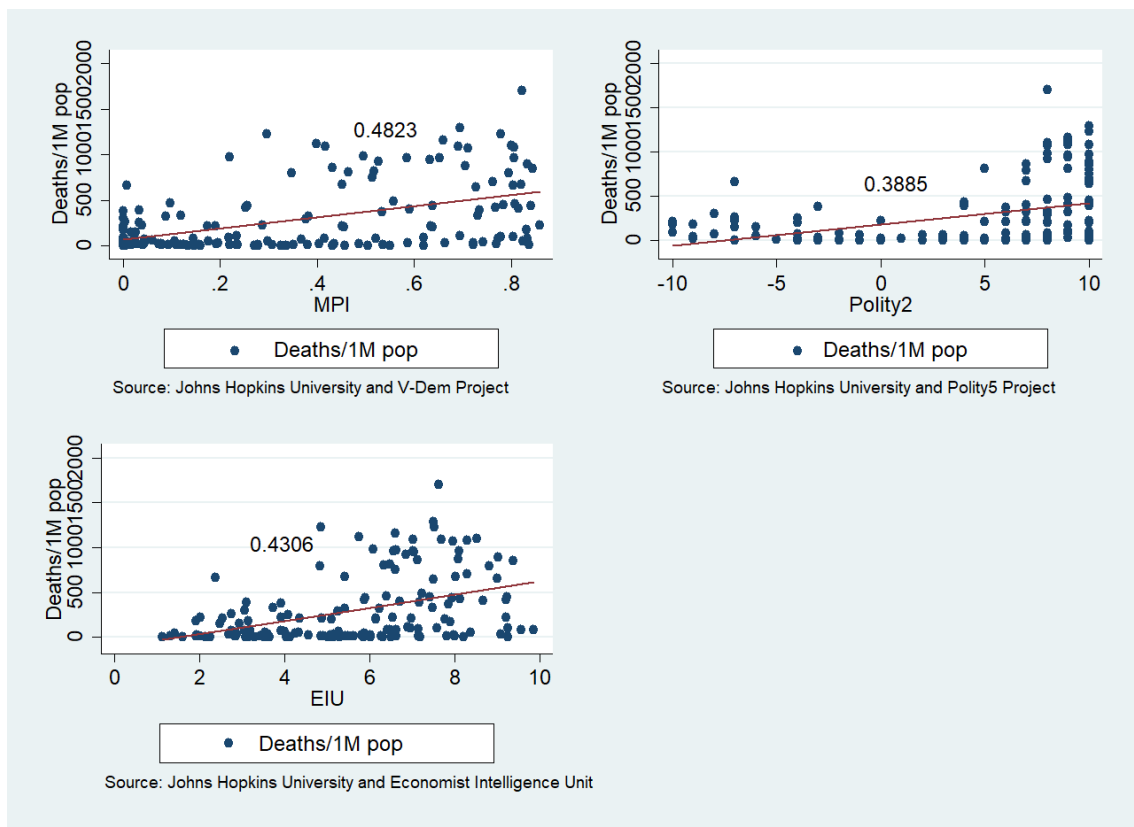 Deaths/1M pop
0 500 1000 1500 2000
0.4823
0 .2 .4 .6 .8
MPI
Deaths/1M pop
Source: Johns Hopkins University and V-Dem Project
Deaths/1M pop
0 500 1000 1500 2000
0.3885
-10 -5 0 5 10
Polity2
Deaths/1M pop
Source: Johns Hopkins University and Polity5 Project
Deaths/1M pop
0 500 1000 1500 2000
0.4306
0 2 4 6 8 10
EIU
Deaths/1M pop
Source: Johns Hopkins University and Economist Intelligence Unit